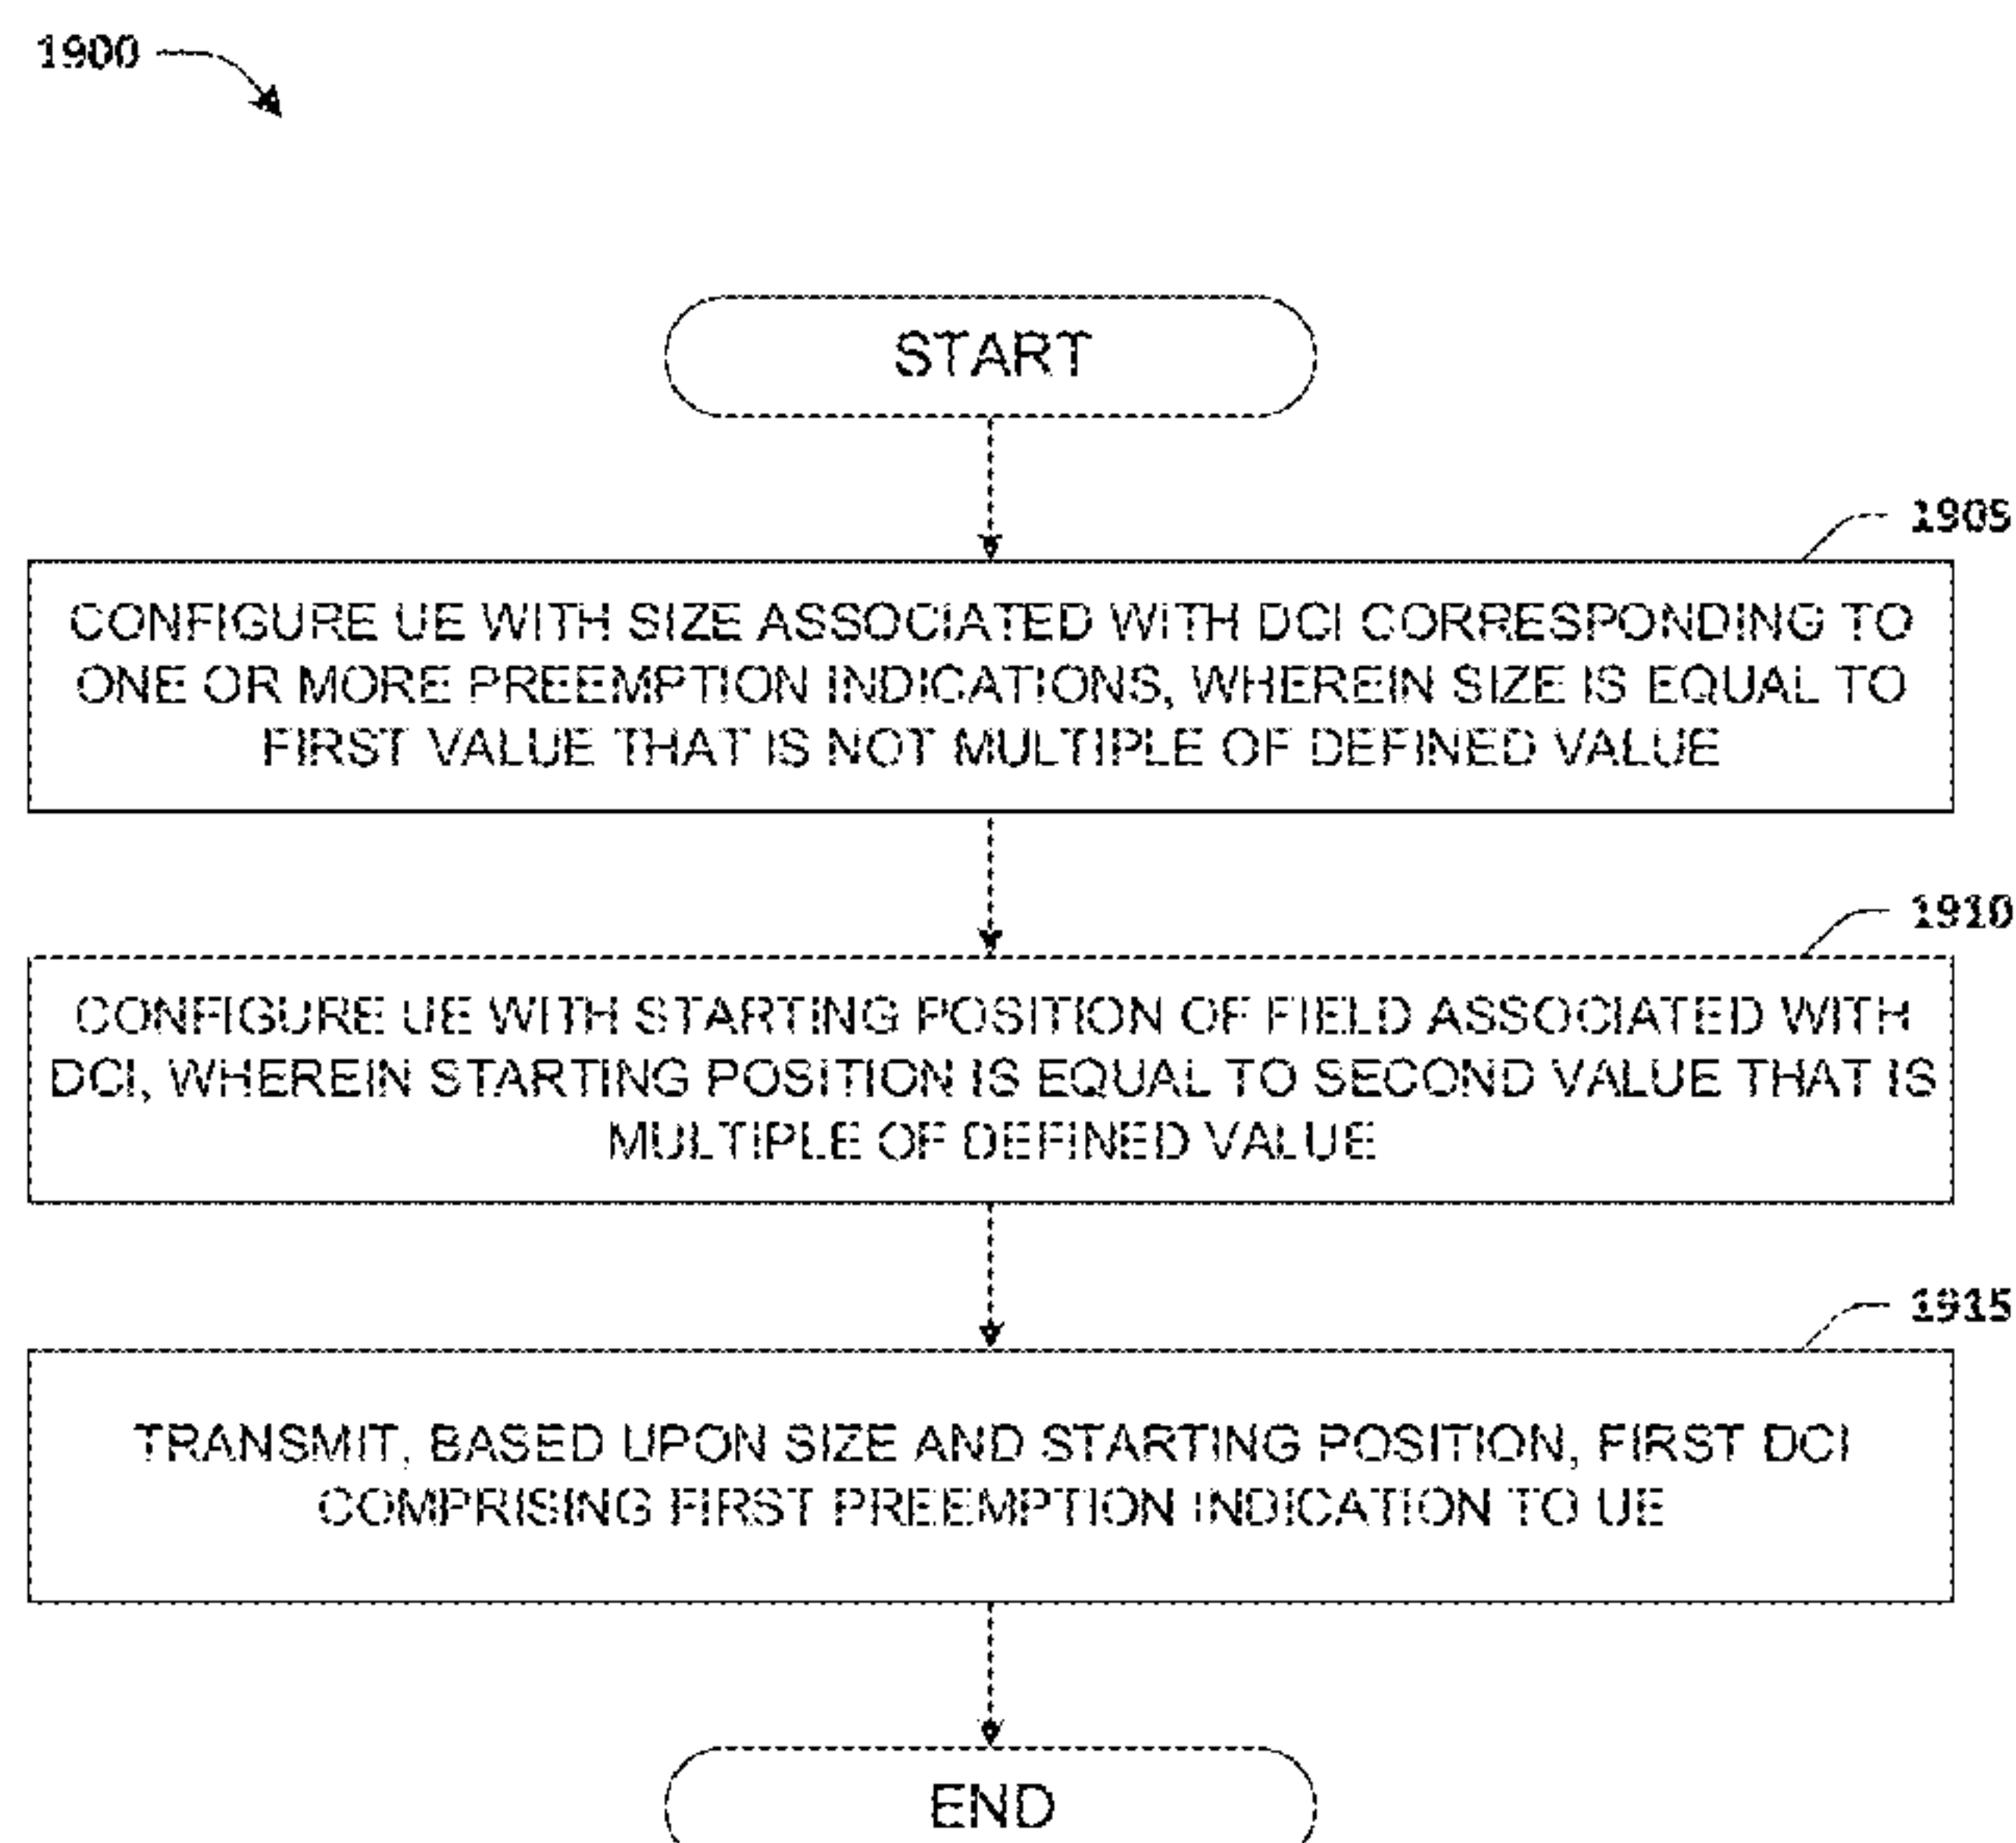 1900
START
1905
CONFIGURE UE WITH SIZE ASSOCIATED WITH DCI CORRESPONDING TO
ONE OR MORE PREEMPTION INDICATIONS, WHEREIN SIZE IS EQUAL TO
FIRST VALUE THAT IS NOT MULTIPLE OF DEFINED VALUE
1910
CONFIGURE UE WITH STARTING POSITION OF FIELD ASSOCIATED WITH
DCI, WHEREIN STARTING POSITION IS EQUAL TO SECOND VALUE THAT IS
MULTIPLE OF DEFINED VALUE
1915
TRANSMIT, BASED UPON SIZE AND STARTING POSITION, FIRST DCI
COMPRISING FIRST PREEMPTION INDICATION TO UE
END